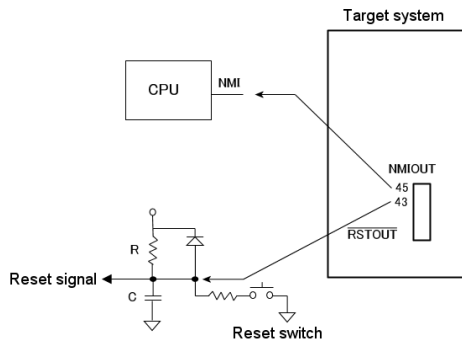 Target system
CPU
NMI
NMIOUT
45
43
RSTOUT
R
Reset signal
C
Reset switch